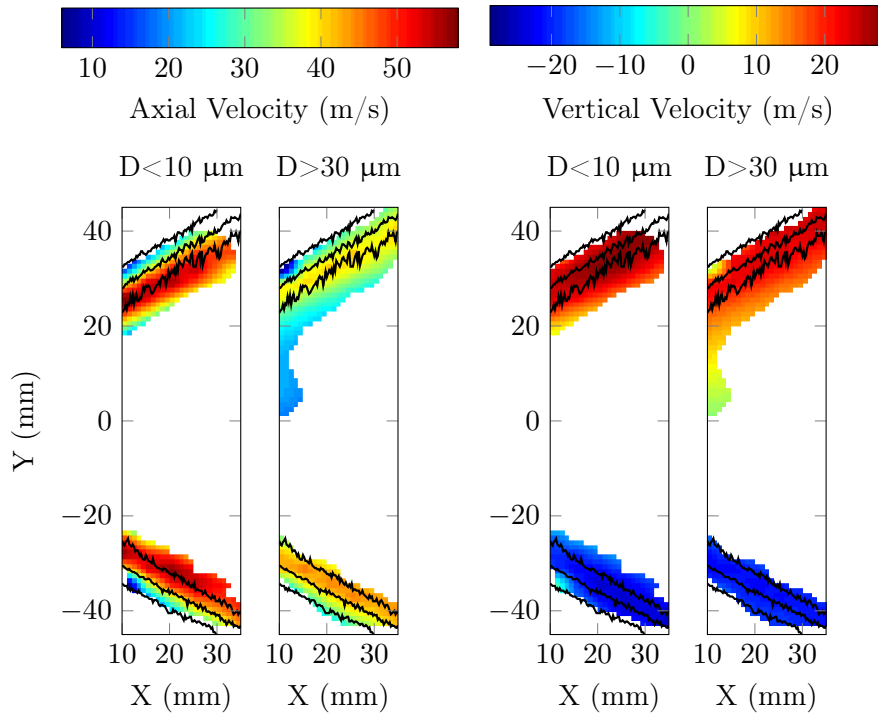 10 20 30 40 50
Axial Velocity (m/s)
−20 −10 0 10 20
Vertical Velocity (m/s)
D<10 μm
D>30 μm
D<10 μm
D>30 μm
40
20
0
−20
−40
Y (mm)
40
20
0
−20
−40
10 20 30
10 20 30
10 20 30
10 20 30
X (mm)
X (mm)
X (mm)
X (mm)